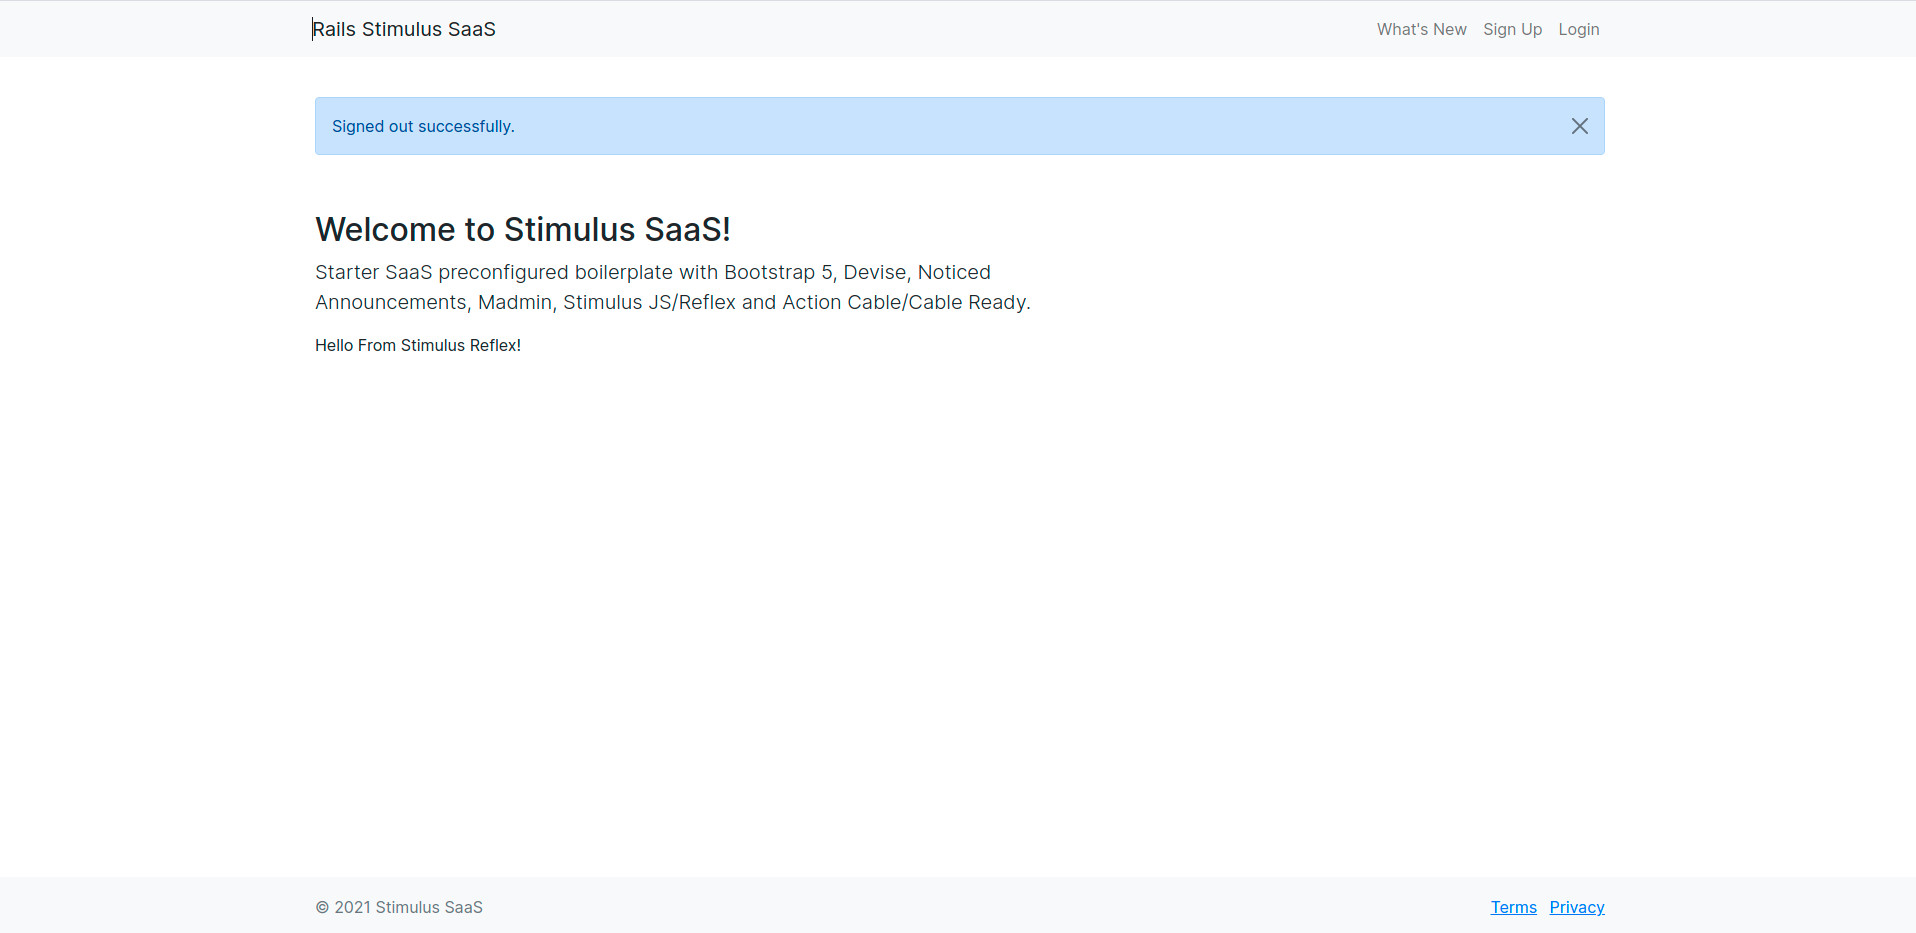 Rails Stimulus SaaS
What's New Sign Up Login
Signed out successfully.
Welcome to Stimulus SaaS!
Starter SaaS preconfigured boilerplate with Bootstrap 5, Devise, Noticed
Announcements, Madmin, Stimulus JS/Reflex and Action Cable/Cable Ready.
Hello From Stimulus Reflex!
© 2021 Stimulus SaaS
Terms Privacy